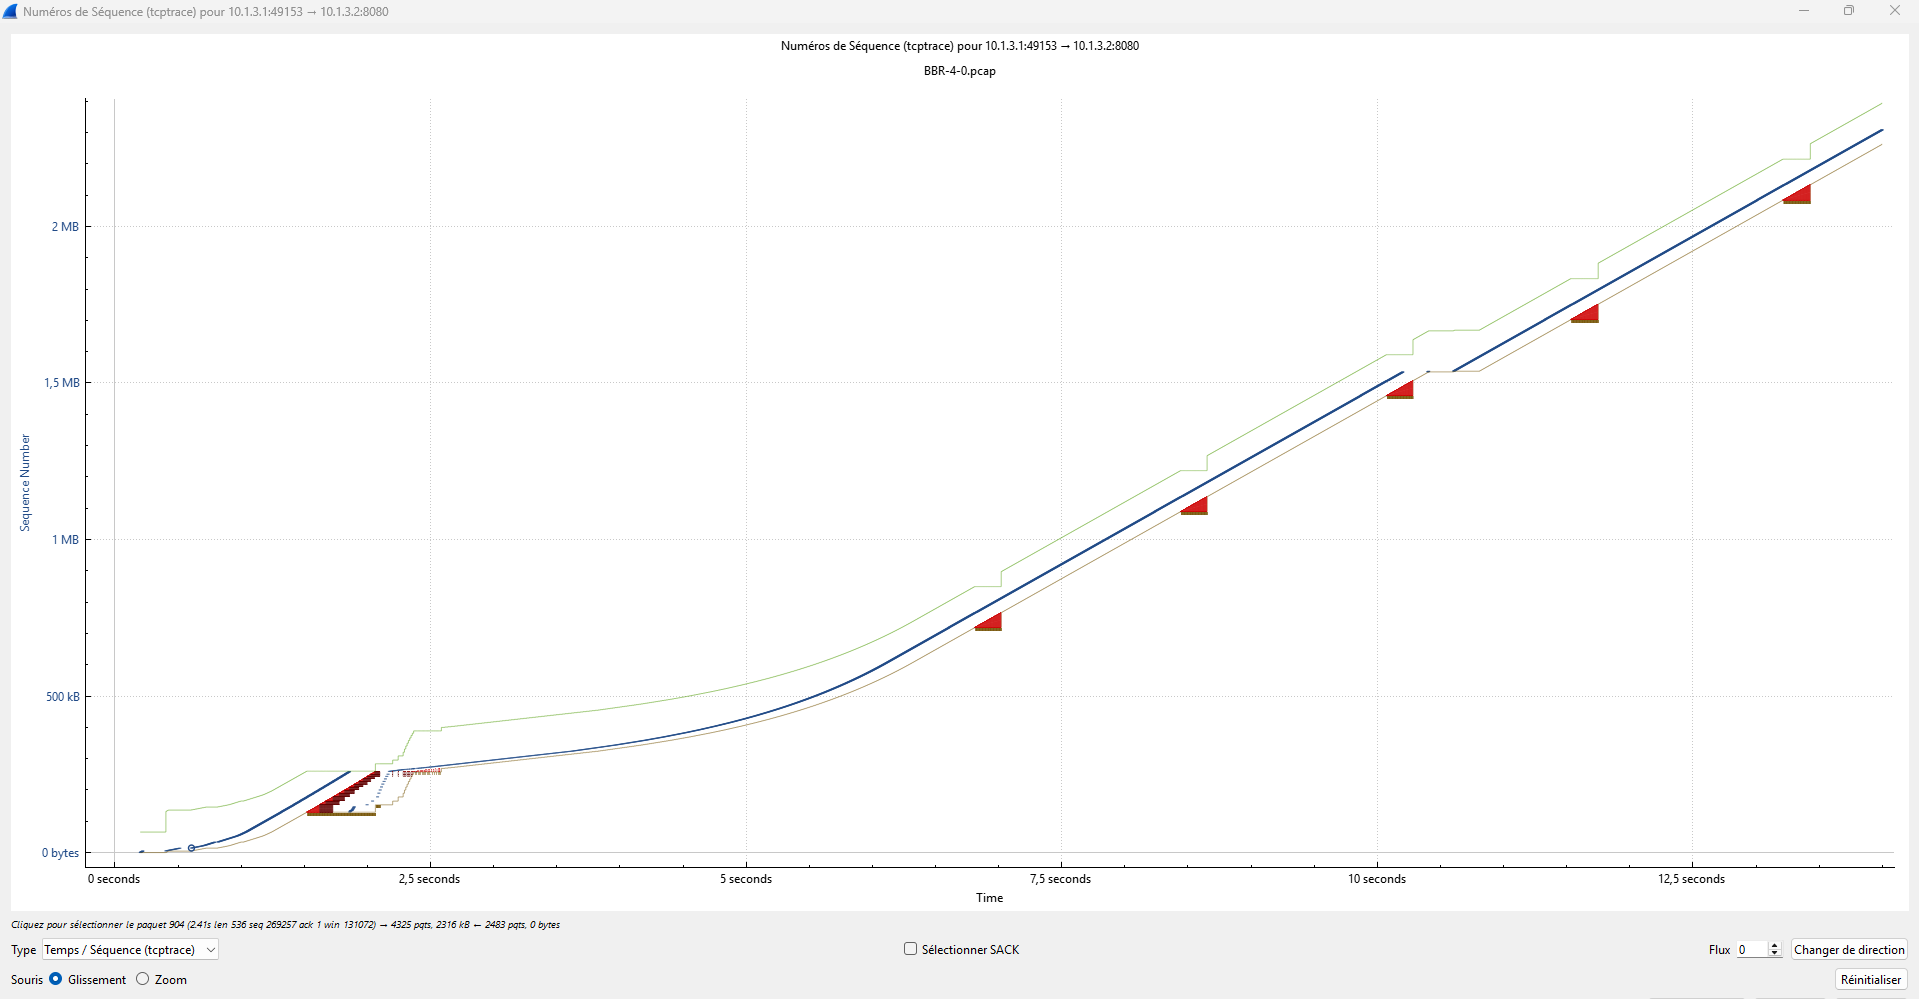 Numéros de Séquence (tcptrace) pour 10.1.3.1:49153 → 10.1.3.2:8080
Numéros de Séquence (tcptrace) pour 10.1.3.1:49153 → 10.1.3.2:8080
BBR-4-0.pcap
2 MB
1,5 MB
1 MB
500 kB
0 bytes
Sequence Number
0 seconds
2,5 seconds
5 seconds
7,5 seconds
10 seconds
12,5 seconds
Time
Cliquez pour sélectionner le paquet 904 (2.41s len 536 seq 269257 ack 1 win 131072) → 4325 pqts, 2316 kB ← 2483 pqts, 0 bytes
Type Temps / Séquence (tcptrace)
Sélectionner SACK
Flux 0
Changer de direction
Souris Glissement Zoom
Réinitialiser